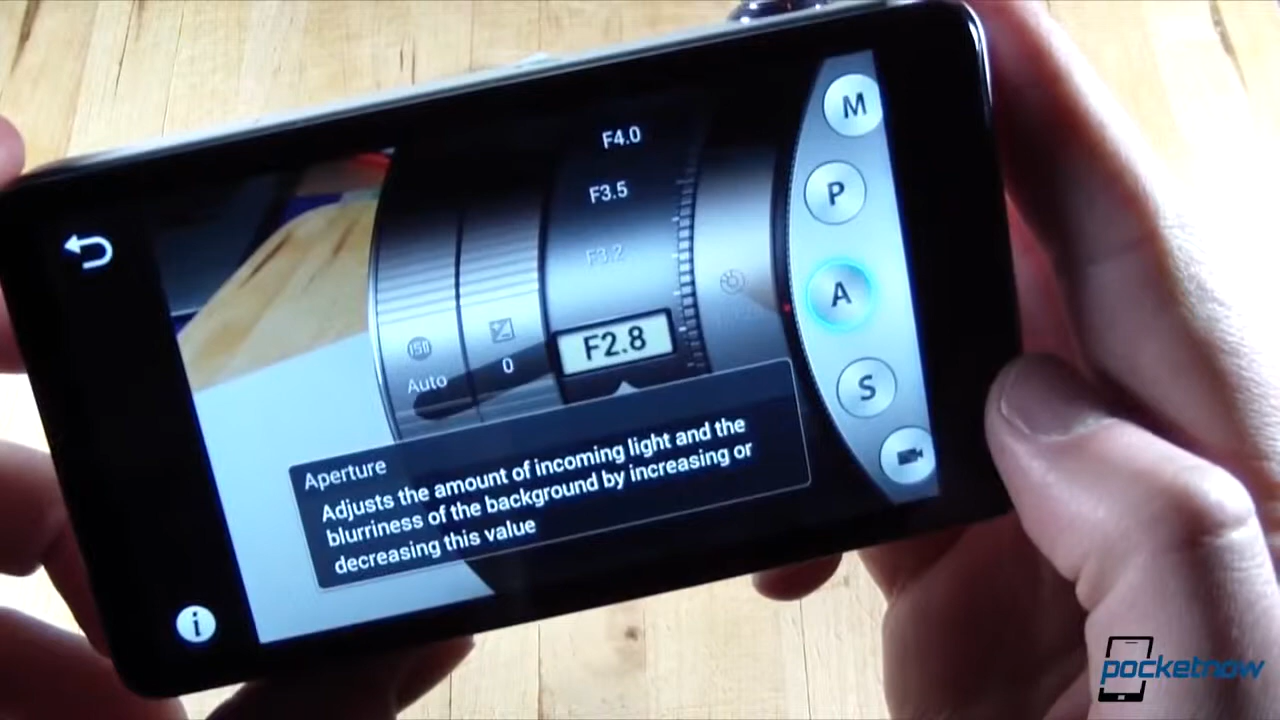 M
F4.0
P
F3.5
F3.2
A
F2.8
ISO
Auto
0
S
Aperture
Adjusts the amount of incoming light and the
blurriness of the background by increasing or
decreasing this value
i
pocketnow